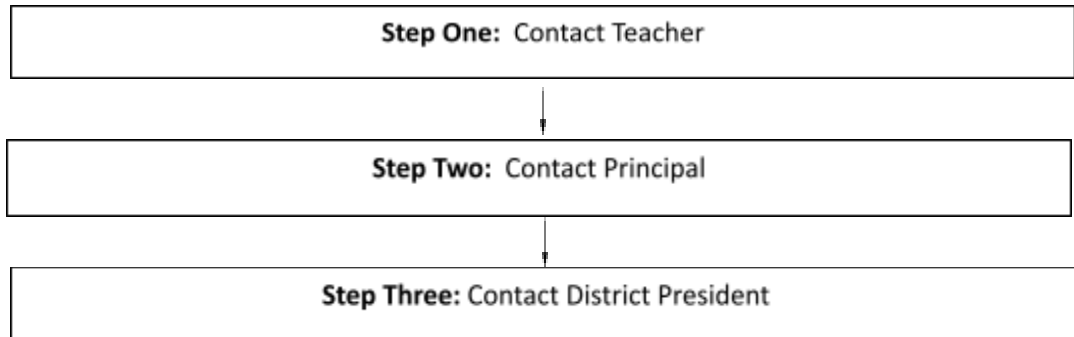 Step One: Contact Teacher
Step Two: Contact Principal
Step Three: Contact District President